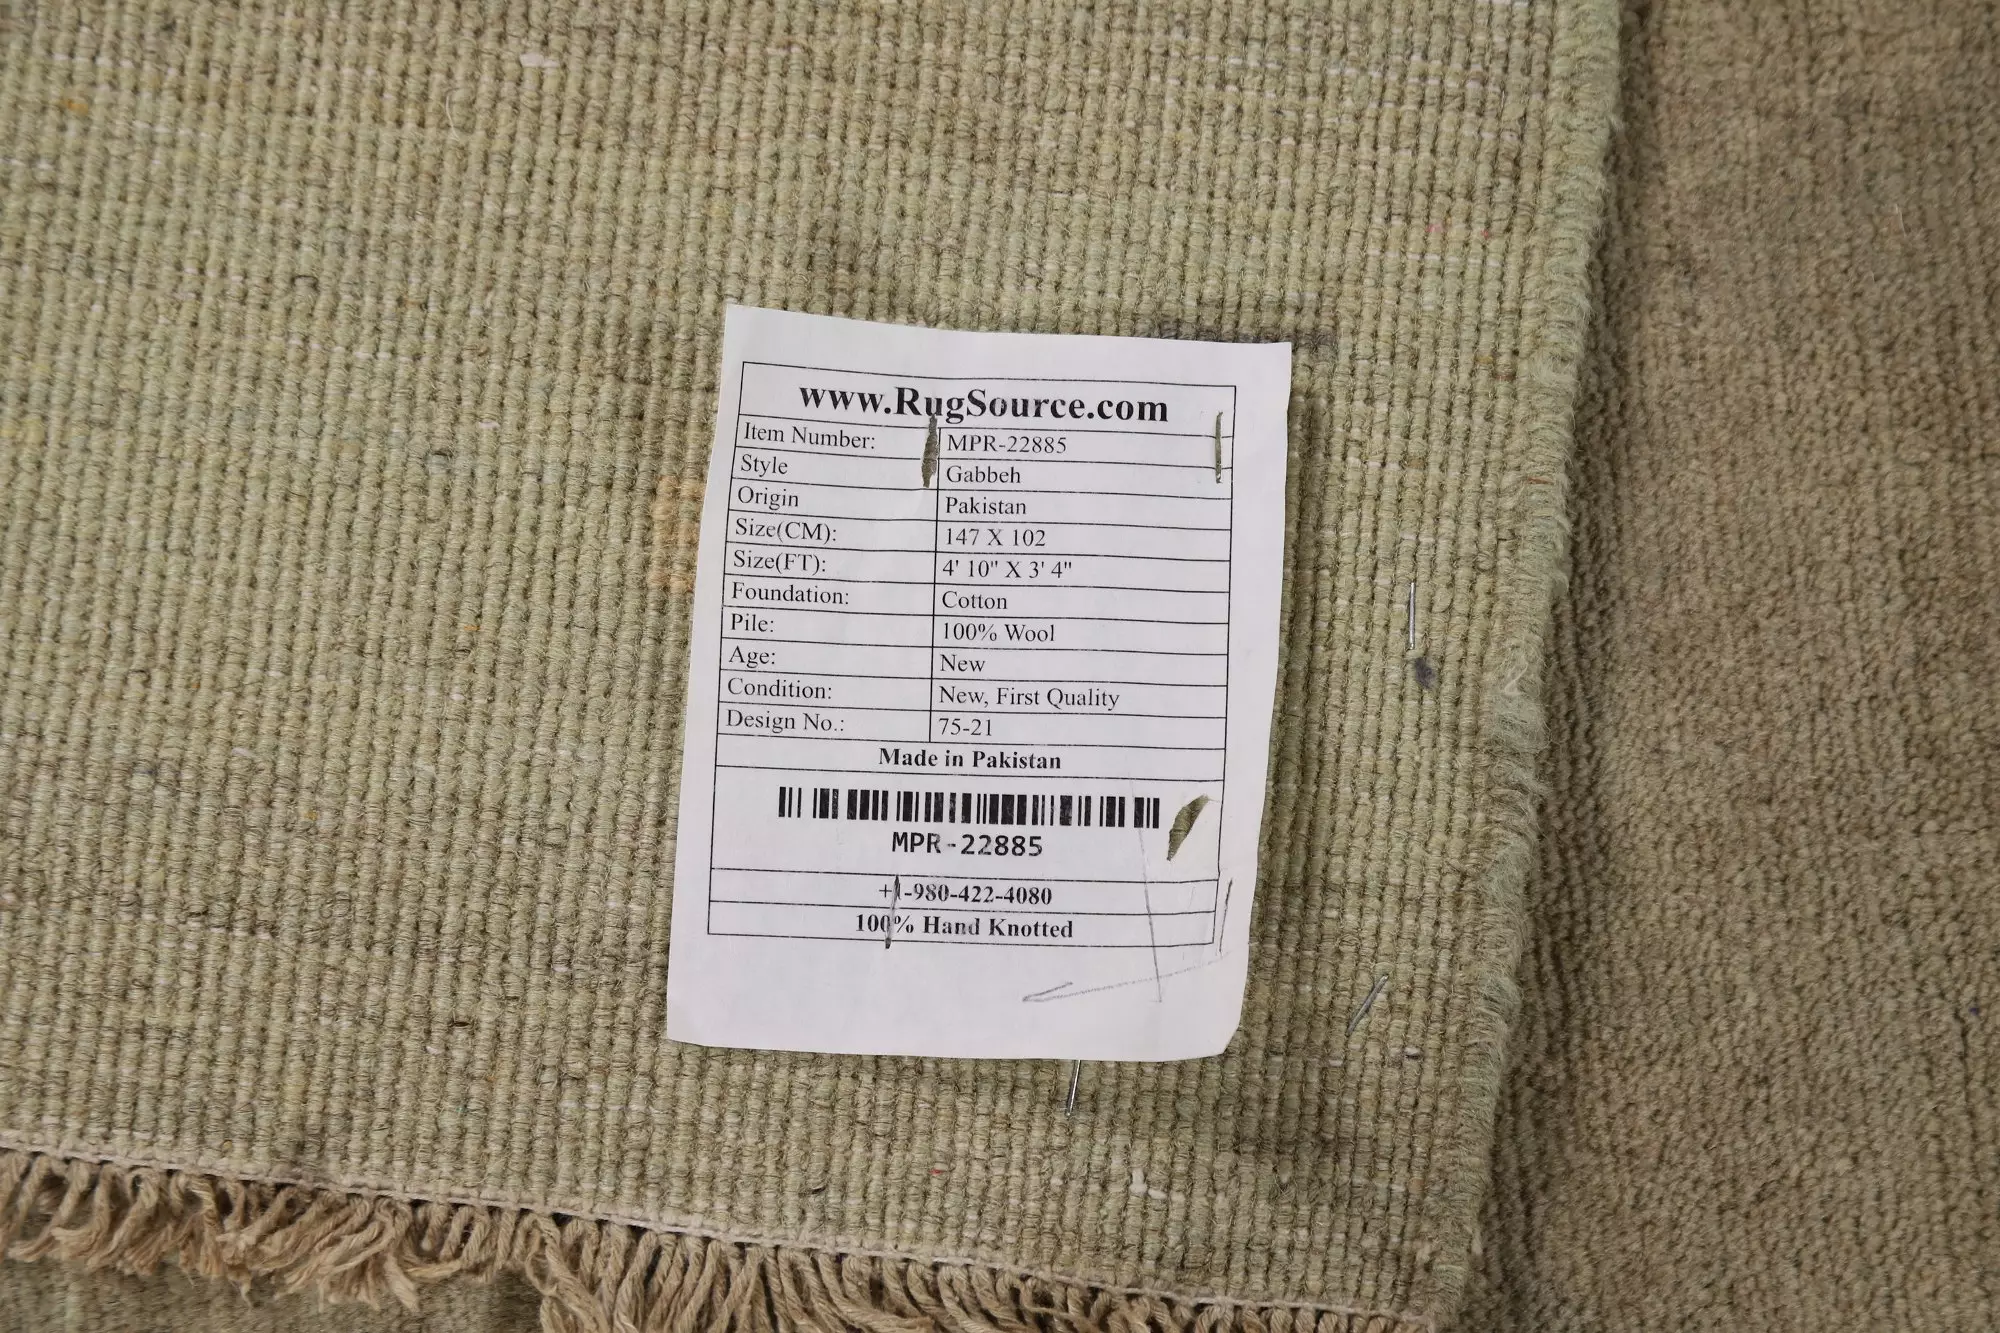 www.RugSource.com
Item Number: MPR-22885
Style Gabbeh
Origin Pakistan
Size(CM): 147 X 102
Size(FT): 4' 10" X 3' 4"
Foundation: Cotton
Pile: 100% Wool
Age: New
Condition: New, First Quality
Design No.: 75-21
Made in Pakistan
MPR-22885
+1-980-422-4080
100% Hand Knotted